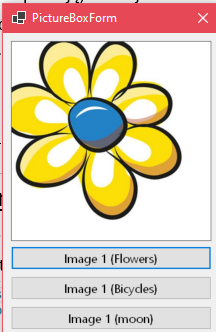 PictureBoxForm
Image 1 (Flowers)
Image 1 (Bicycles)
Image 1 (moon)